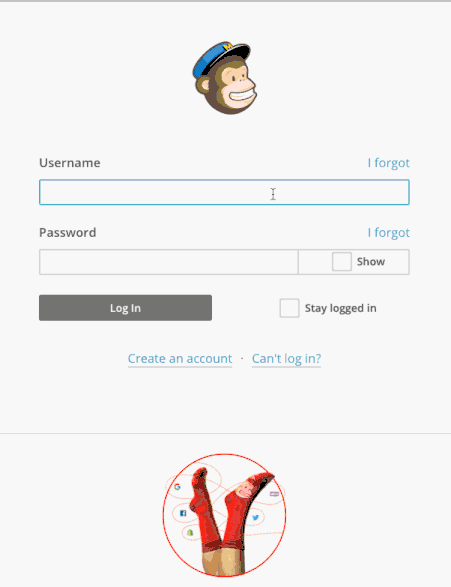 Username I forgot
Password I forgot
Show
Log In Stay logged in
Create an account · Can't log in?